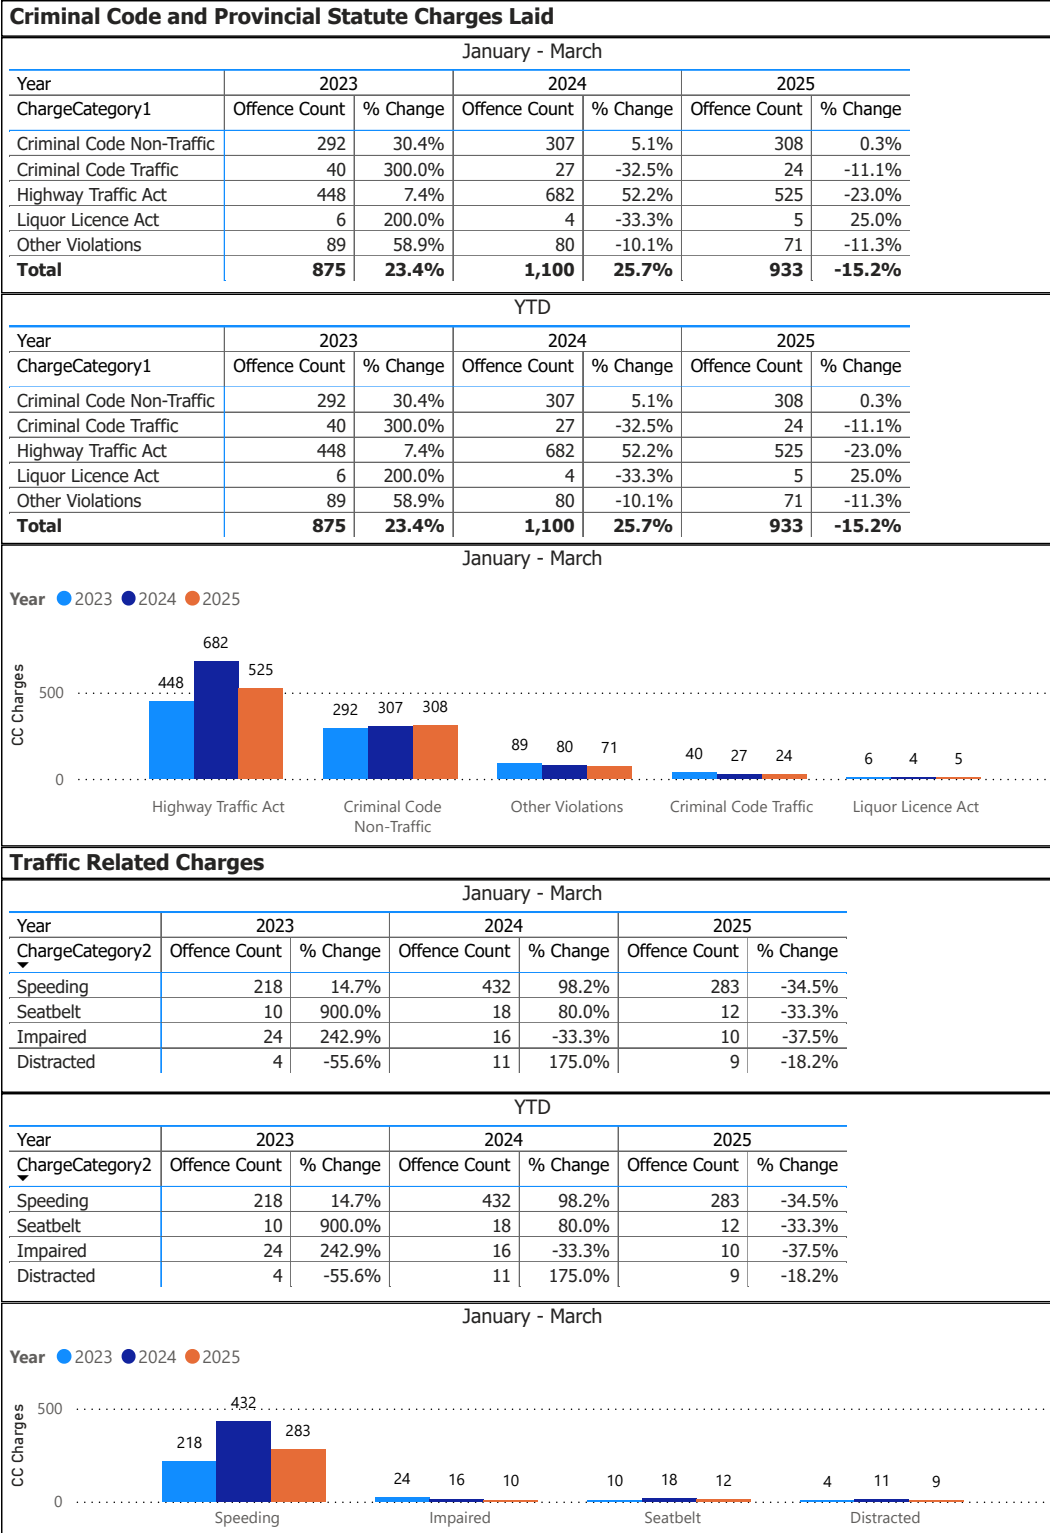 Criminal Code and Provincial Statute Charges Laid
January - March
Year 2023 2024 2025
ChargeCategory1 Offence Count % Change Offence Count % Change Offence Count % Change
Criminal Code Non-Traffic 292 30.4% 307 5.1% 308 0.3%
Criminal Code Traffic 40 300.0% 27 -32.5% 24 -11.1%
Highway Traffic Act 448 7.4% 682 52.2% 525 -23.0%
Liquor Licence Act 6 200.0% 4 -33.3% 5 25.0%
Other Violations 89 58.9% 80 -10.1% 71 -11.3%
Total 875 23.4% 1,100 25.7% 933 -15.2%
YTD
Year 2023 2024 2025
ChargeCategory1 Offence Count % Change Offence Count % Change Offence Count % Change
Criminal Code Non-Traffic 292 30.4% 307 5.1% 308 0.3%
Criminal Code Traffic 40 300.0% 27 -32.5% 24 -11.1%
Highway Traffic Act 448 7.4% 682 52.2% 525 -23.0%
Liquor Licence Act 6 200.0% 4 -33.3% 5 25.0%
Other Violations 89 58.9% 80 -10.1% 71 -11.3%
Total 875 23.4% 1,100 25.7% 933 -15.2%
January - March
Year 2023 2024 2025
CC Charges
500
0
448 682 525
292 307 308
89 80 71
40 27 24
6 4 5
Highway Traffic Act
Criminal Code
Non-Traffic
Other Violations
Criminal Code Traffic
Liquor Licence Act
Traffic Related Charges
January - March
Year 2023 2024 2025
ChargeCategory2 Offence Count % Change Offence Count % Change Offence Count % Change
Speeding 218 14.7% 432 98.2% 283 -34.5%
Seatbelt 10 900.0% 18 80.0% 12 -33.3%
Impaired 24 242.9% 16 -33.3% 10 -37.5%
Distracted 4 -55.6% 11 175.0% 9 -18.2%
YTD
Year 2023 2024 2025
ChargeCategory2 Offence Count % Change Offence Count % Change Offence Count % Change
Speeding 218 14.7% 432 98.2% 283 -34.5%
Seatbelt 10 900.0% 18 80.0% 12 -33.3%
Impaired 24 242.9% 16 -33.3% 10 -37.5%
Distracted 4 -55.6% 11 175.0% 9 -18.2%
January - March
Year 2023 2024 2025
CC Charges
500
0
218 432 283
24 16 10
10 18 12
4 11 9
Speeding
Impaired
Seatbelt
Distracted